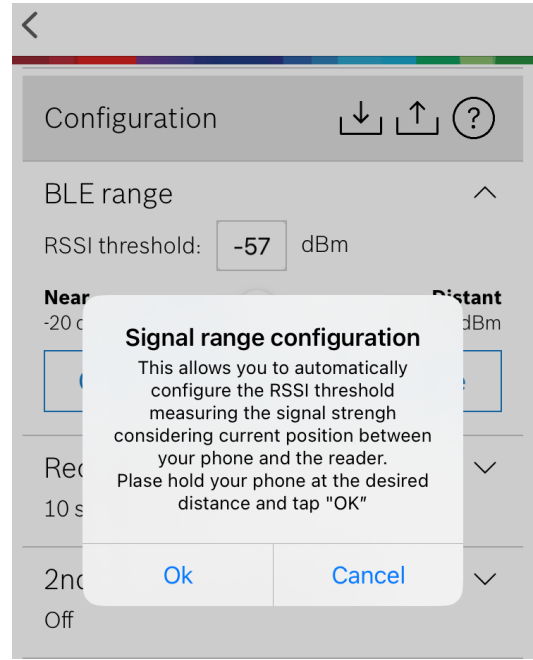 Configuration
?
BLE range
RSSI threshold: -57 dBm
Near Distant
-20 dBm
Signal range configuration
This allows you to automatically
configure the RSSI threshold
measuring the signal strengh
considering current position between
your phone and the reader.
Plase hold your phone at the desired
distance and tap "OK"
10 s
2nd
Off
Ok Cancel